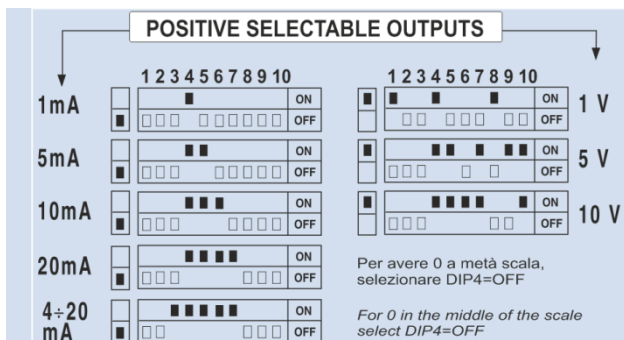 POSITIVE SELECTABLE OUTPUTS
1 2 3 4 5 6 7 8 9 10
1mA
ON
OFF
5mA
ON
OFF
10mA
ON
OFF
20mA
ON
OFF
4÷20
mA
ON
OFF
1 2 3 4 5 6 7 8 9 10
ON
OFF
1 V
ON
OFF
5 V
ON
OFF
10 V
Per avere 0 a metà scala,
selezionare DIP4=OFF
For 0 in the middle of the scale
select DIP4=OFF